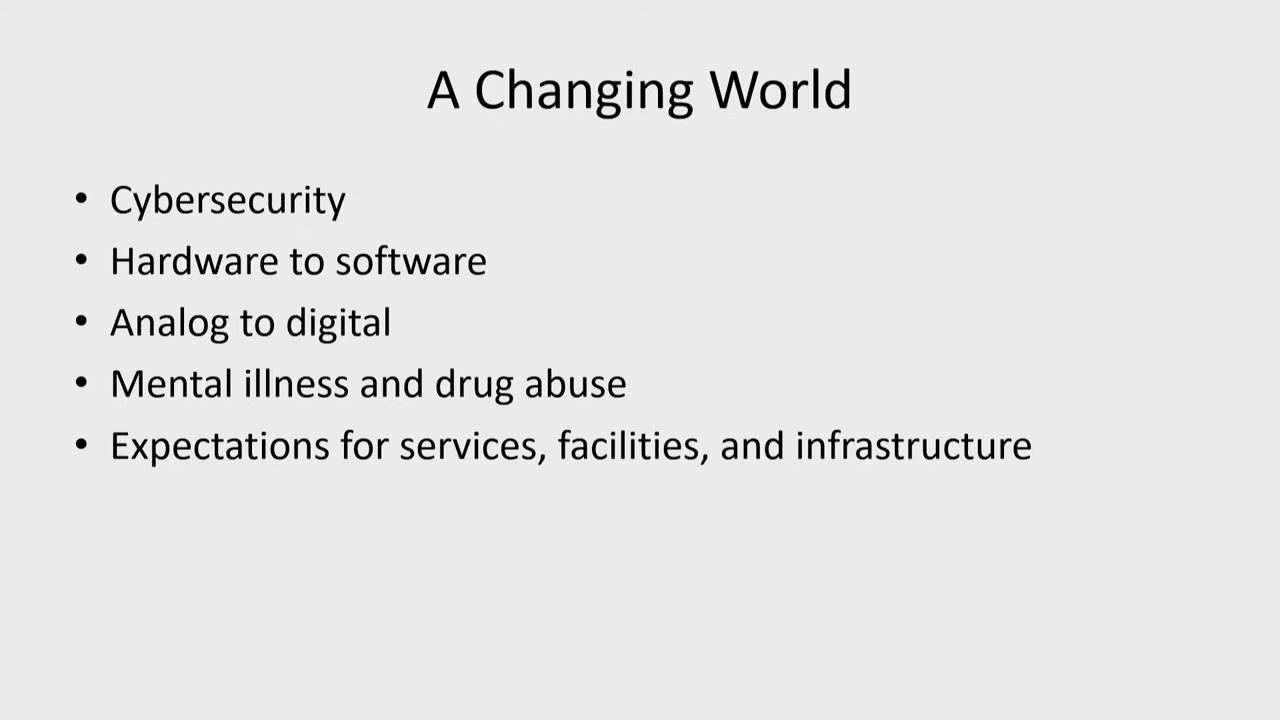 A Changing World
• Cybersecurity
• Hardware to software
• Analog to digital
• Mental illness and drug abuse
• Expectations for services, facilities, and infrastructure